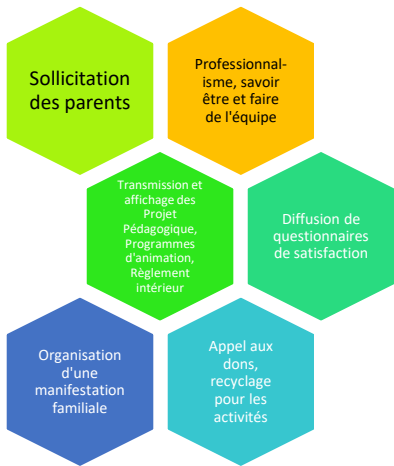 Sollicitation
des parents
Professionnal-
isme, savoir
être et faire
de l'équipe
Transmission et
affichage des
Projet
Pédagogique,
Programmes
d'animation,
Règlement
intérieur
Diffusion de
questionnaires
de satisfaction
Organisation
d'une
manifestation
familiale
Appel aux
dons,
recyclage
pour les
activités